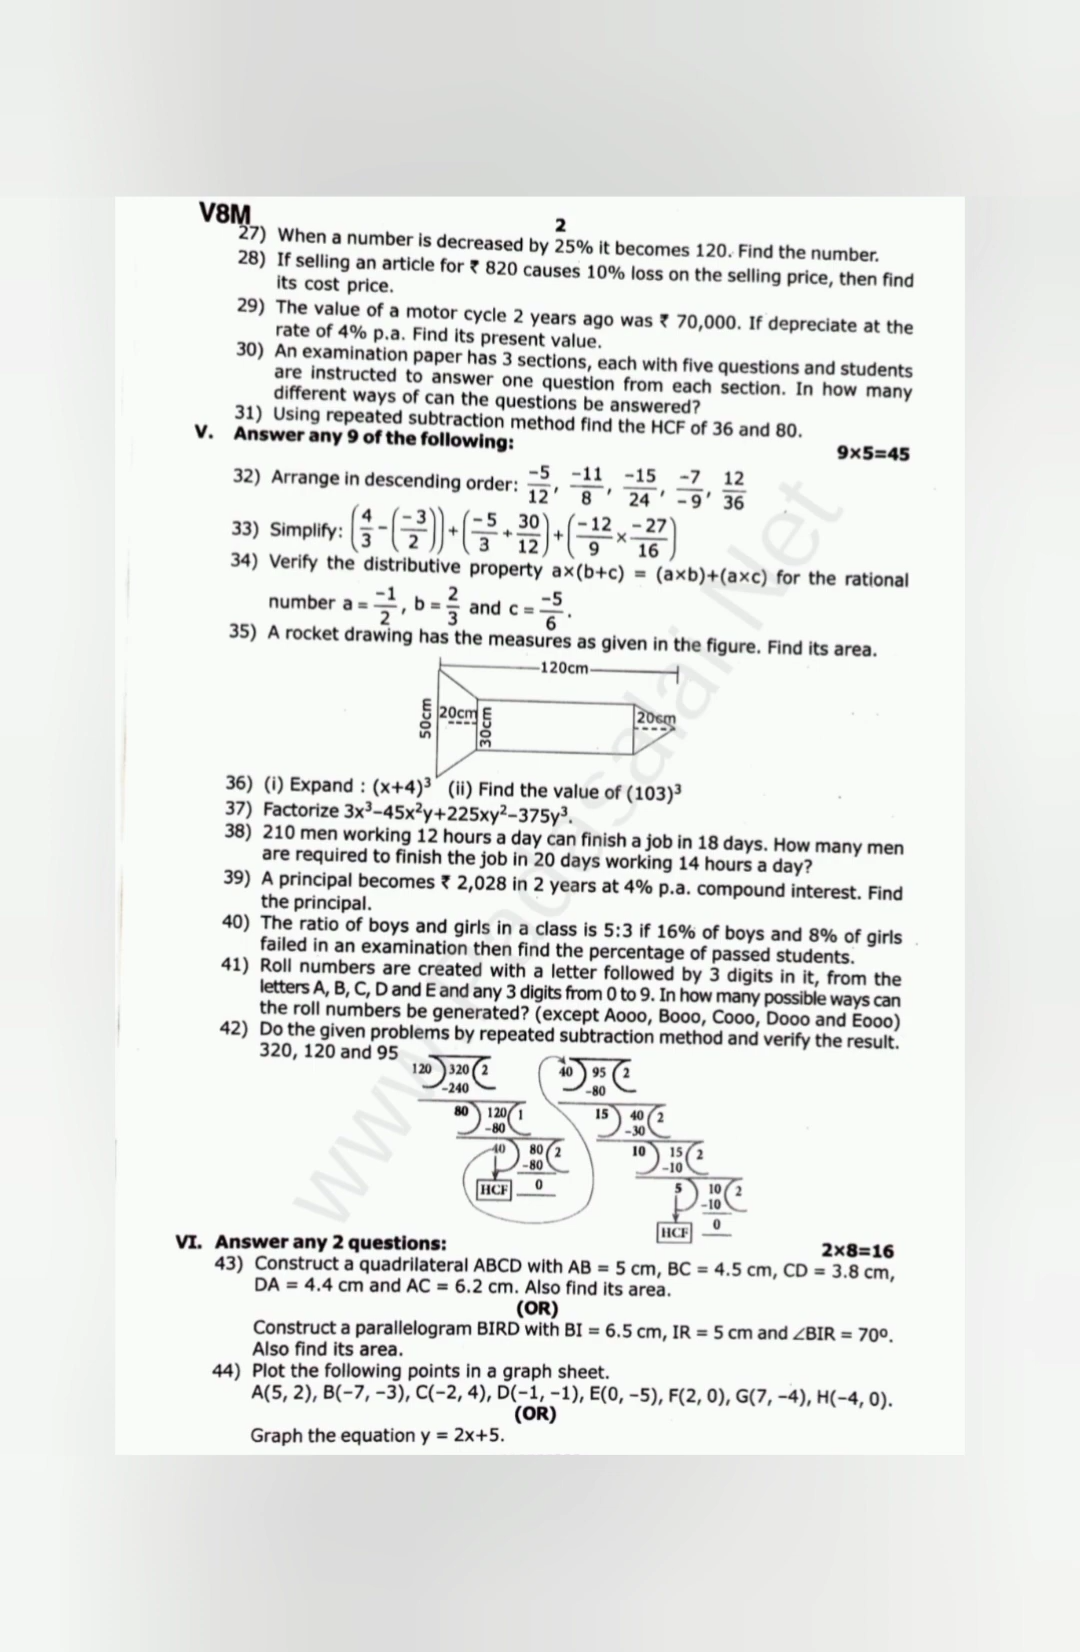 V8M
2
27) When a number is decreased by 25% it becomes 120. Find the number.
28) If selling an article for ₹ 820 causes 10% loss on the selling price, then find
its cost price.
29) The value of a motor cycle 2 years ago was ₹ 70,000. If depreciate at the
rate of 4% p.a. Find its present value.
30) An examination paper has 3 sections, each with five questions and students
are instructed to answer one question from each section. In how many
different ways of can the questions be answered?
31) Using repeated subtraction method find the HCF of 36 and 80.
V. Answer any 9 of the following: 9×5=45
32) Arrange in descending order: -5/12, -11/8, -15/24, -7/-9, 12/36
33) Simplify: (4/3 - (-3/2)) + (-5/3 + 30/12) + (-12/9 × -27/16)
34) Verify the distributive property a×(b+c) = (a×b)+(a×c) for the rational
number a = -1/2, b = 2/3 and c = -5/6.
35) A rocket drawing has the measures as given in the figure. Find its area.
120cm
50cm 20cm 30cm 20cm
36) (i) Expand : (x+4)³ (ii) Find the value of (103)³
37) Factorize 3x³–45x²y+225xy²–375y³.
38) 210 men working 12 hours a day can finish a job in 18 days. How many men
are required to finish the job in 20 days working 14 hours a day?
39) A principal becomes ₹ 2,028 in 2 years at 4% p.a. compound interest. Find
the principal.
40) The ratio of boys and girls in a class is 5:3 if 16% of boys and 8% of girls
failed in an examination then find the percentage of passed students.
41) Roll numbers are created with a letter followed by 3 digits in it, from the
letters A, B, C, D and E and any 3 digits from 0 to 9. In how many possible ways can
the roll numbers be generated? (except Aooo, Booo, Cooo, Dooo and Eooo)
42) Do the given problems by repeated subtraction method and verify the result.
320, 120 and 95
120 320 2 40 95 2
-240 -80
80 120 1 15 40 2
-80 -30
40 80 2 10 15 2
-80 -10
HCF 0 5 10 2
-10
HCF 0
VI. Answer any 2 questions: 2×8=16
43) Construct a quadrilateral ABCD with AB = 5 cm, BC = 4.5 cm, CD = 3.8 cm,
DA = 4.4 cm and AC = 6.2 cm. Also find its area.
(OR)
Construct a parallelogram BIRD with BI = 6.5 cm, IR = 5 cm and ∠BIR = 70º.
Also find its area.
44) Plot the following points in a graph sheet.
A(5, 2), B(–7, –3), C(–2, 4), D(–1, –1), E(0, –5), F(2, 0), G(7, –4), H(–4, 0).
(OR)
Graph the equation y = 2x+5.
www.Padasalai.Net